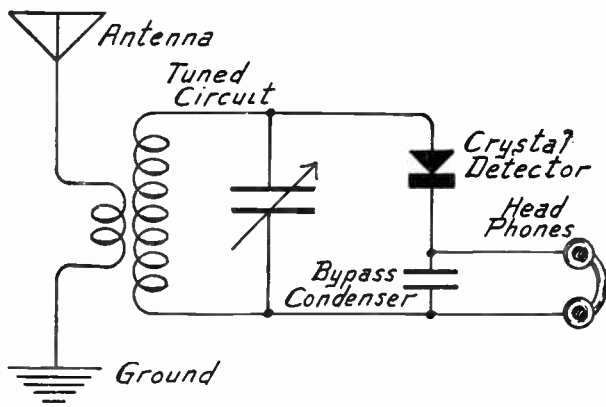 Antenna
Tuned
Circuit
Crystal
Detector
Head
Phones
Bypass
Condenser
Ground